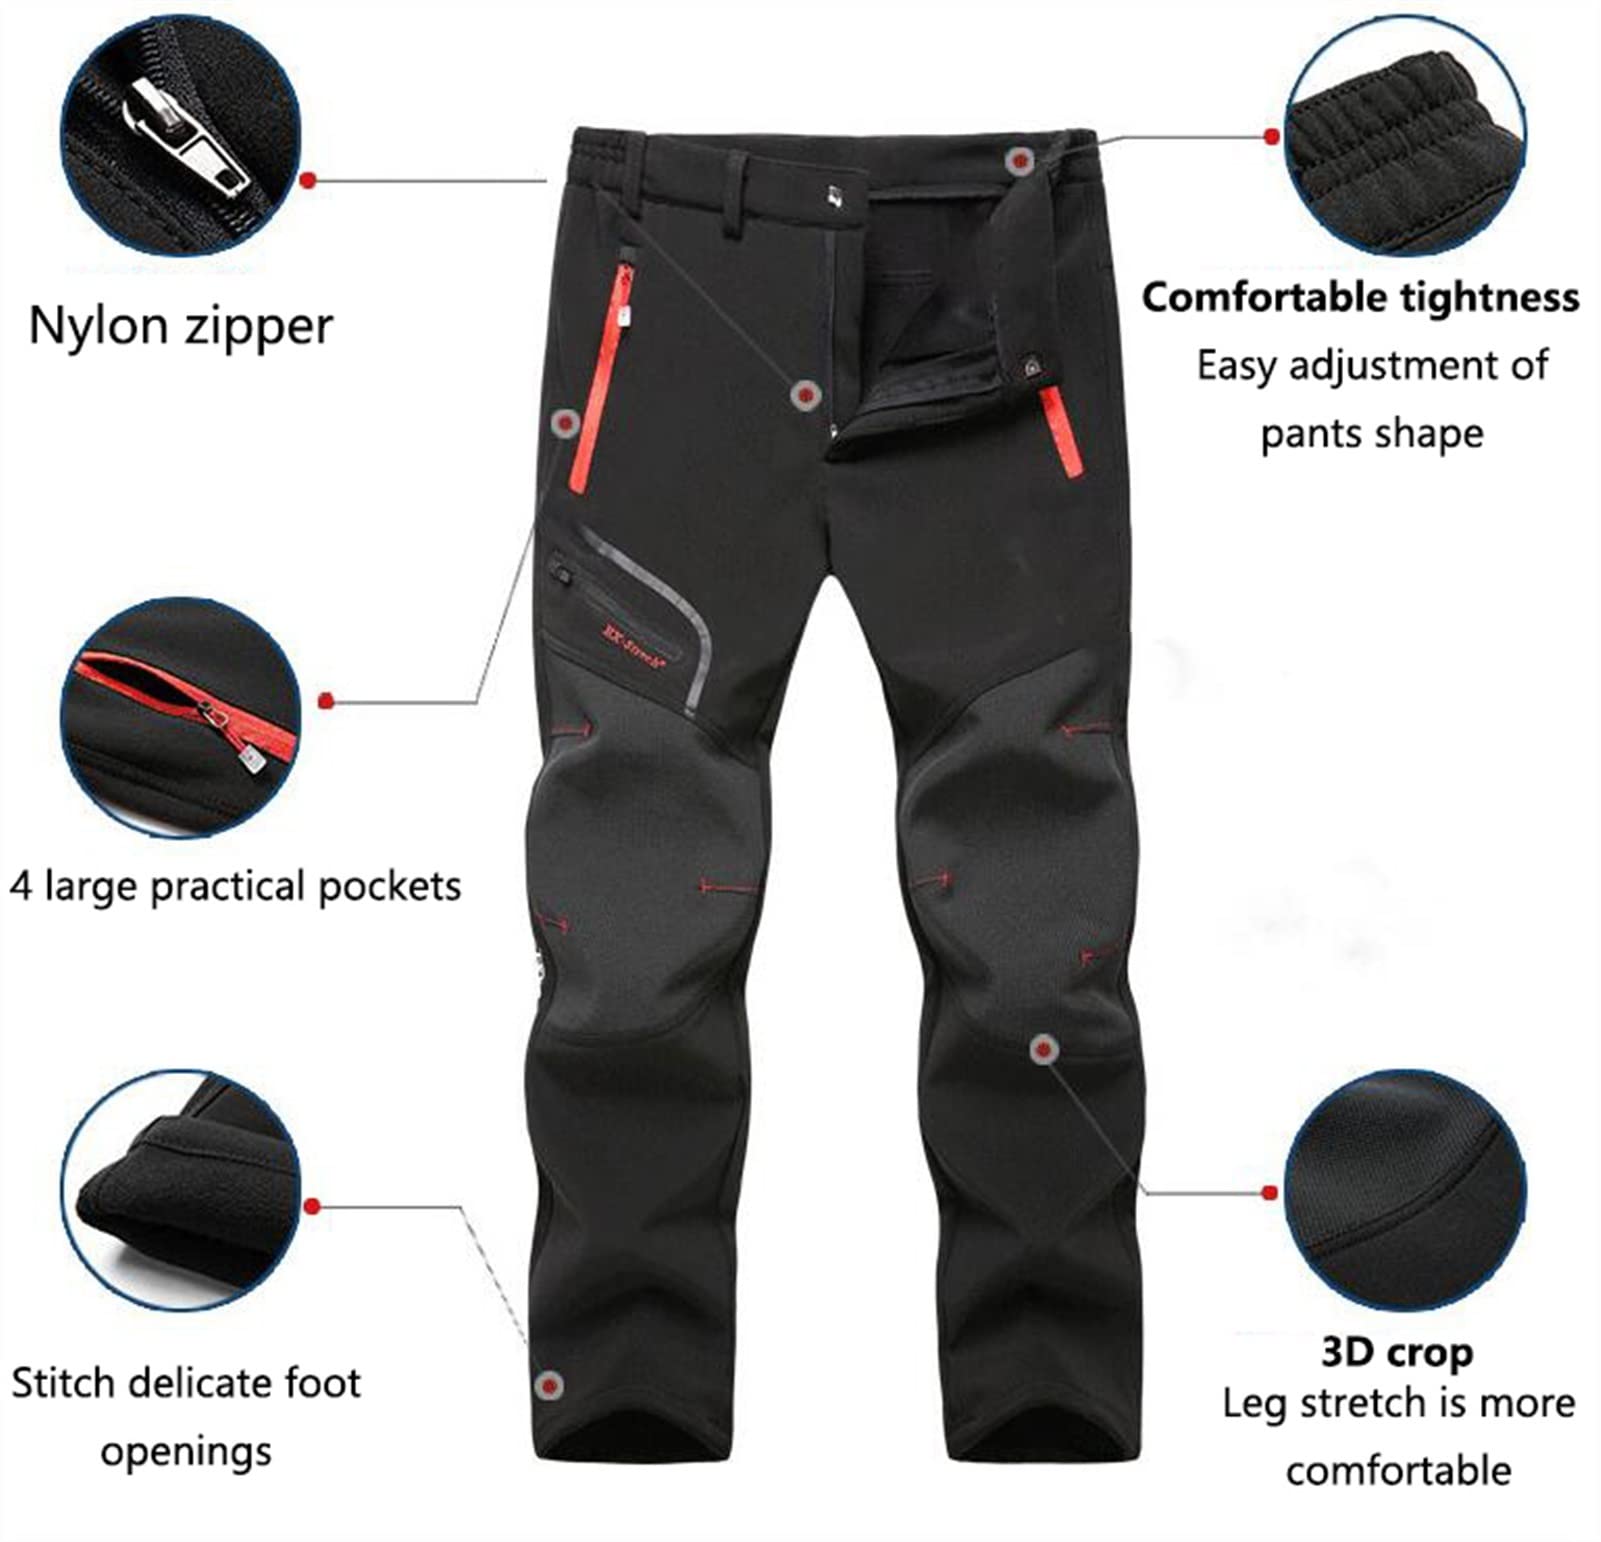 Nylon zipper
Comfortable tightness
Easy adjustment of
pants shape
4 large practical pockets
Stitch delicate foot
openings
3D crop
Leg stretch is more
comfortable